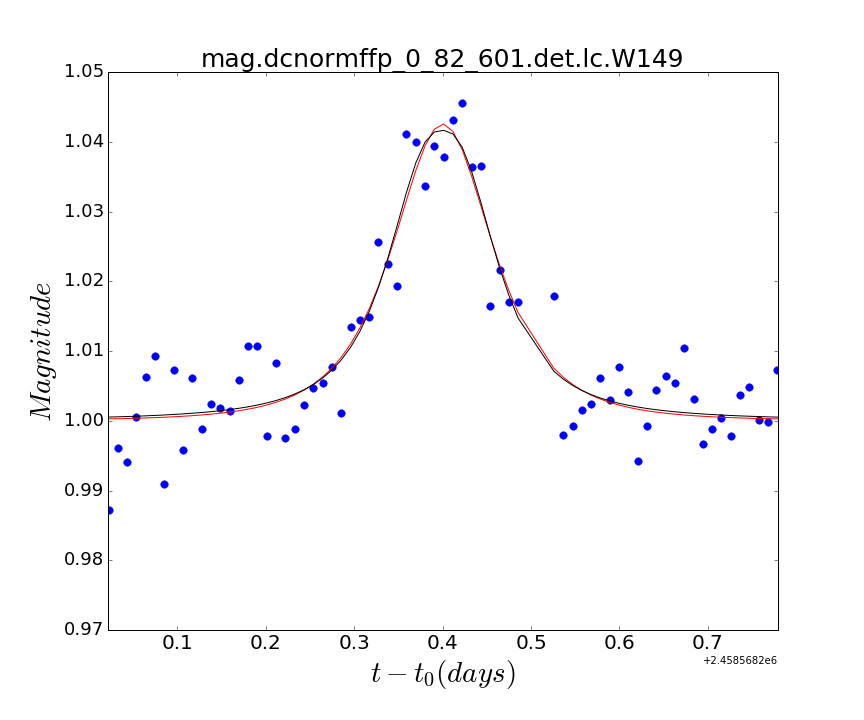 mag.dcnormffp_0_82_601.det.lc.W149
1.05
1.04
1.03
1.02
1.01
1.00
0.99
0.98
0.97
Magnitude
0.1 0.2 0.3 0.4 0.5 0.6 0.7
+2.4585682e6
t − t₀(days)